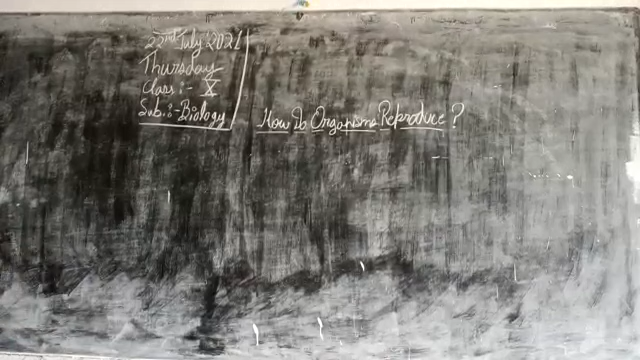 22nd July 2021
Thursday
Class :- X
Sub. :- Biology
How Do Organisms Reproduce ?